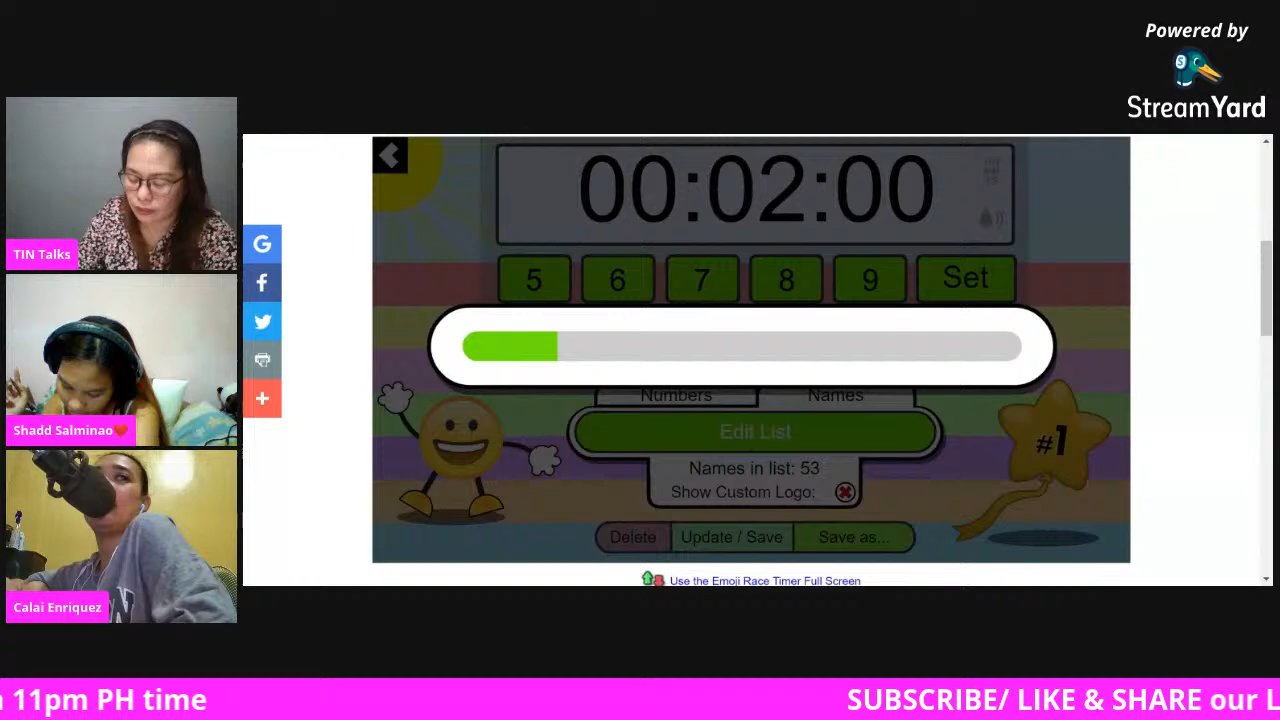 Powered by
StreamYard
TIN Talks
Shadd Salminao❤️
Calai Enriquez
00:02:00
5 6 7 8 9 Set
Numbers Names
Edit List
Names in list: 53
Show Custom Logo:
#1
Delete Update / Save Save as...
Use the Emoji Race Timer Full Screen
11pm PH time SUBSCRIBE/ LIKE & SHARE our L